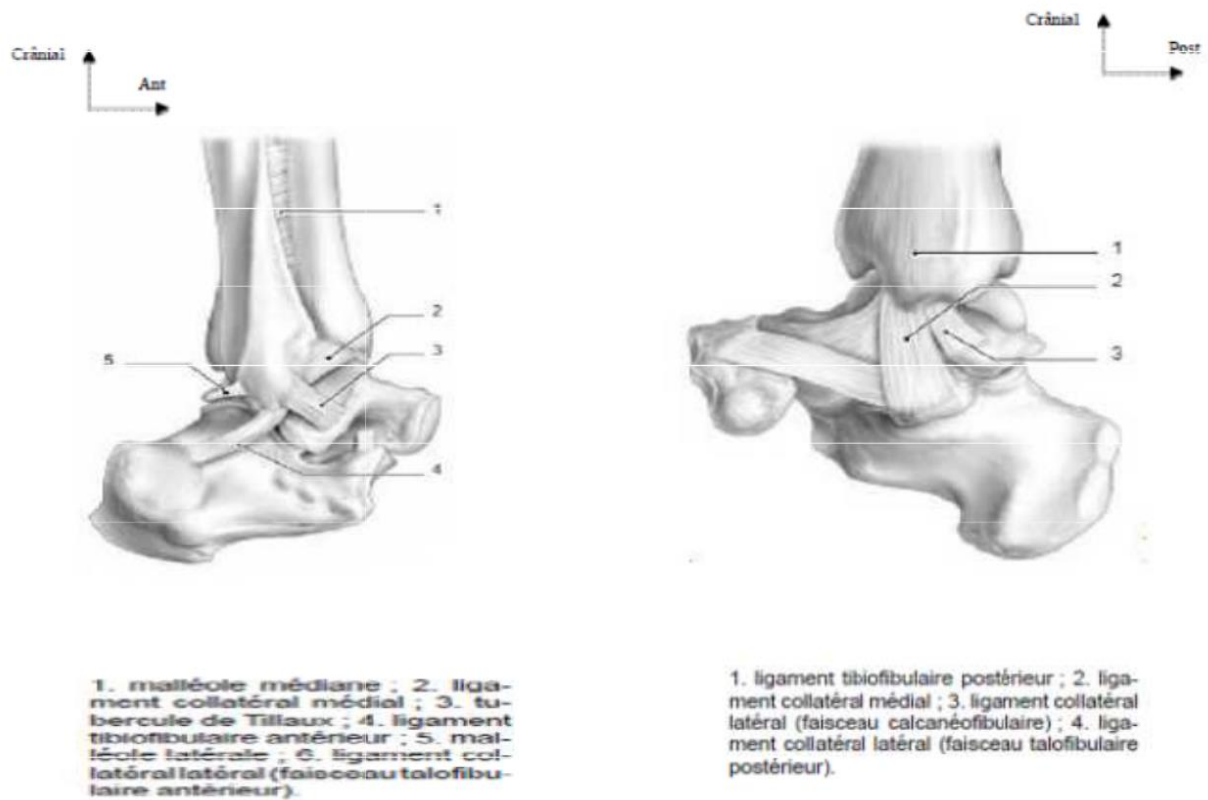 Crânial
Ant
1
2
3
5
4
Crânial
Post
1
2
3
1. malléole médiane ; 2. liga-
ment collatéral médial ; 3. tu-
bercule de Tillaux ; 4. ligament
tibiofibulaire antérieur ; 5. mal-
léole latérale ; 6. ligament col-
latéral latéral (faisceau talofibu-
laire antérieur).
1. ligament tibiofibulaire postérieur ; 2. liga-
ment collatéral médial ; 3. ligament collatéral
latéral (faisceau calcanéofibulaire) ; 4. liga-
ment collatéral latéral (faisceau talofibulaire
postérieur).